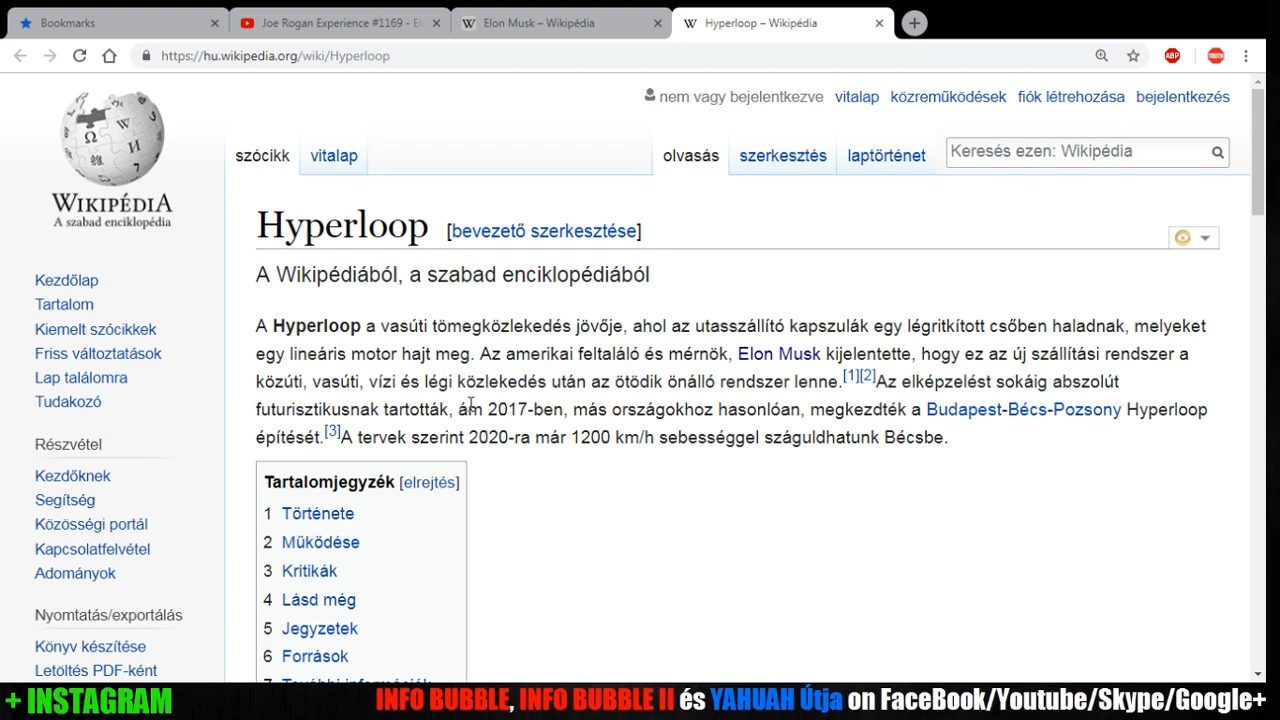 Bookmarks
Joe Rogan Experience #1169 - El
Elon Musk – Wikipédia
Hyperloop – Wikipédia
https://hu.wikipedia.org/wiki/Hyperloop
ABP
TRUTH
nem vagy bejelentkezve vitalap közreműködések fiók létrehozása bejelentkezés
szócikk vitalap olvasás szerkesztés laptörténet Keresés ezen: Wikipédia
WIKIPÉDIA
A szabad enciklopédia
Kezdőlap
Tartalom
Kiemelt szócikkek
Friss változtatások
Lap találomra
Tudakozó
Részvétel
Kezdőknek
Segítség
Közösségi portál
Kapcsolatfelvétel
Adományok
Nyomtatás/exportálás
Könyv készítése
Letöltés PDF-ként
Hyperloop [bevezető szerkesztése]
A Wikipédiából, a szabad enciklopédiából
A Hyperloop a vasúti tömegközlekedés jövője, ahol az utasszállító kapszulák egy légritkított csőben haladnak, melyeket
egy lineáris motor hajt meg. Az amerikai feltaláló és mérnök, Elon Musk kijelentette, hogy ez az új szállítási rendszer a
közúti, vasúti, vízi és légi közlekedés után az ötödik önálló rendszer lenne.[1][2]Az elképzelést sokáig abszolút
futurisztikusnak tartották, ám 2017-ben, más országokhoz hasonlóan, megkezdték a Budapest-Bécs-Pozsony Hyperloop
építését.[3]A tervek szerint 2020-ra már 1200 km/h sebességgel száguldhatunk Bécsbe.
Tartalomjegyzék [elrejtés]
1 Története
2 Működése
3 Kritikák
4 Lásd még
5 Jegyzetek
6 Források
7 További információk
+ INSTAGRAM
INFO BUBBLE, INFO BUBBLE II és YAHUAH Útja on FaceBook/Youtube/Skype/Google+